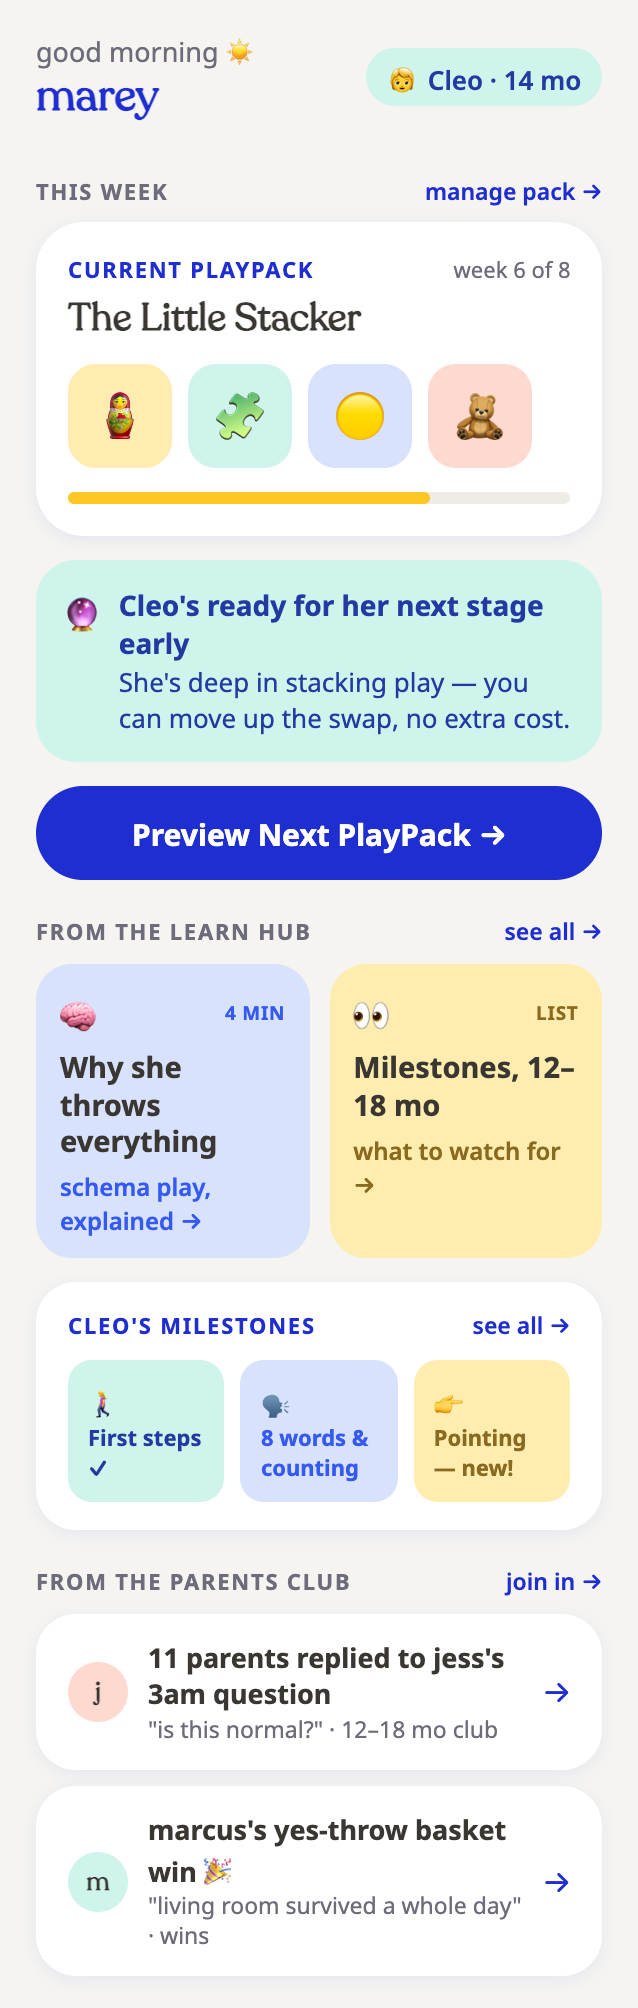 good morning ☀️
marey
👧 Cleo · 14 mo
THIS WEEK
manage pack →
CURRENT PLAYPACK
week 6 of 8
The Little Stacker
Cleo's ready for her next stage
early
She's deep in stacking play — you
can move up the swap, no extra cost.
Preview Next PlayPack →
FROM THE LEARN HUB
see all →
4 MIN
Why she
throws
everything
schema play,
explained →
LIST
Milestones, 12–
18 mo
what to watch for
→
CLEO'S MILESTONES
see all →
First steps
✓
8 words &
counting
Pointing
— new!
FROM THE PARENTS CLUB
join in →
j
11 parents replied to jess's
3am question
"is this normal?" · 12–18 mo club
→
m
marcus's yes-throw basket
win 🎉
"living room survived a whole day"
· wins
→